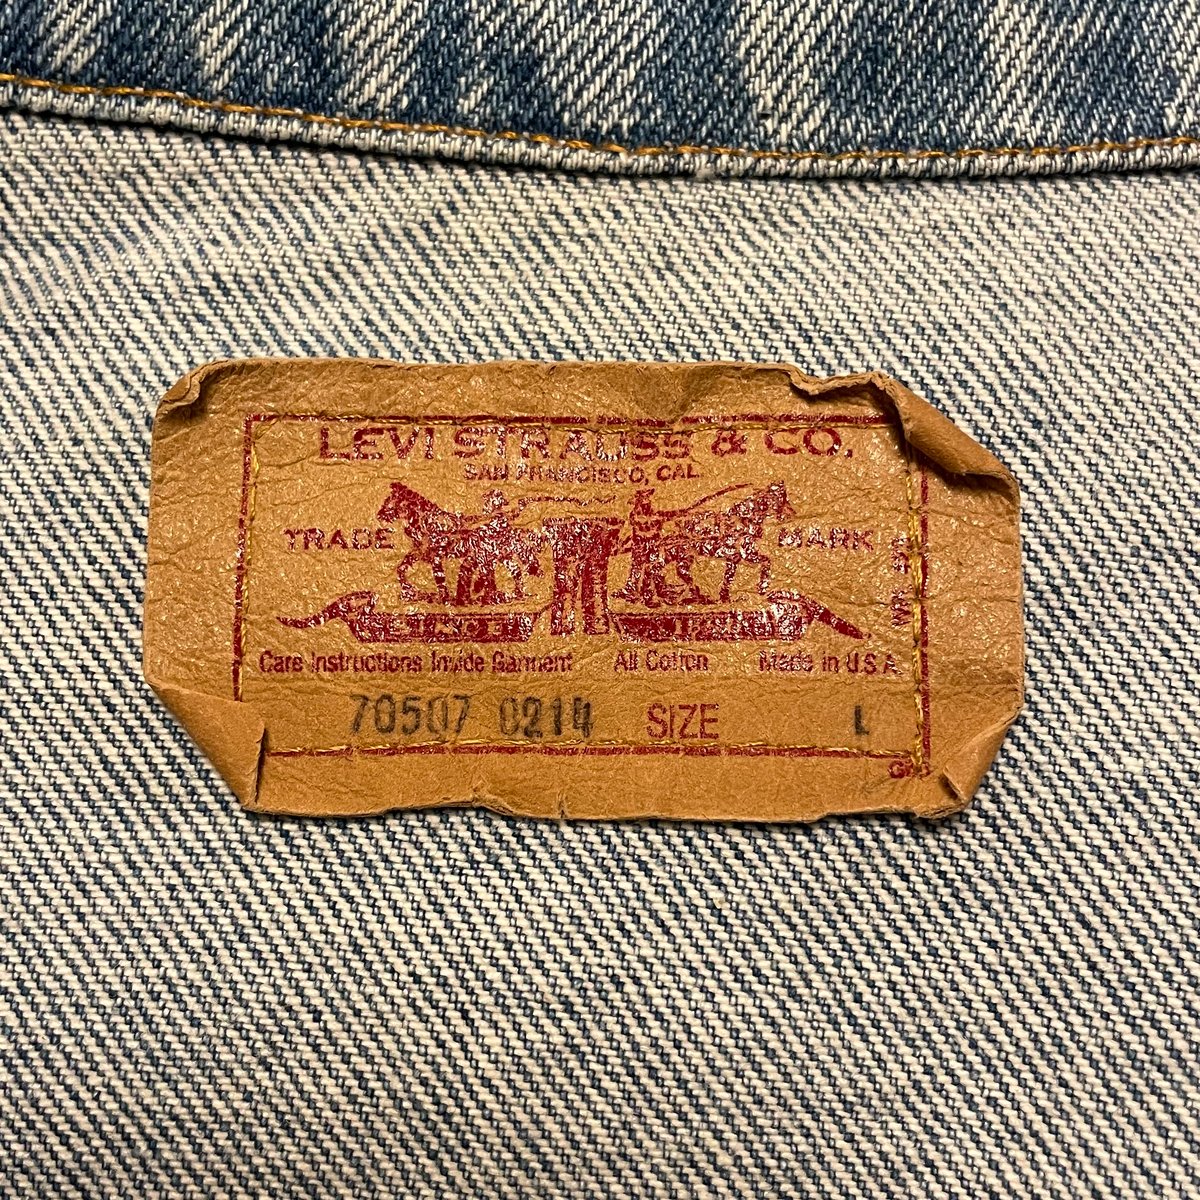 LEVI STRAUSS & CO.
SAN FRANCISCO, CAL.
TRADE MARK
Care Instructions Inside Garment All Cotton Made in U.S.A.
70507 0214 SIZE L